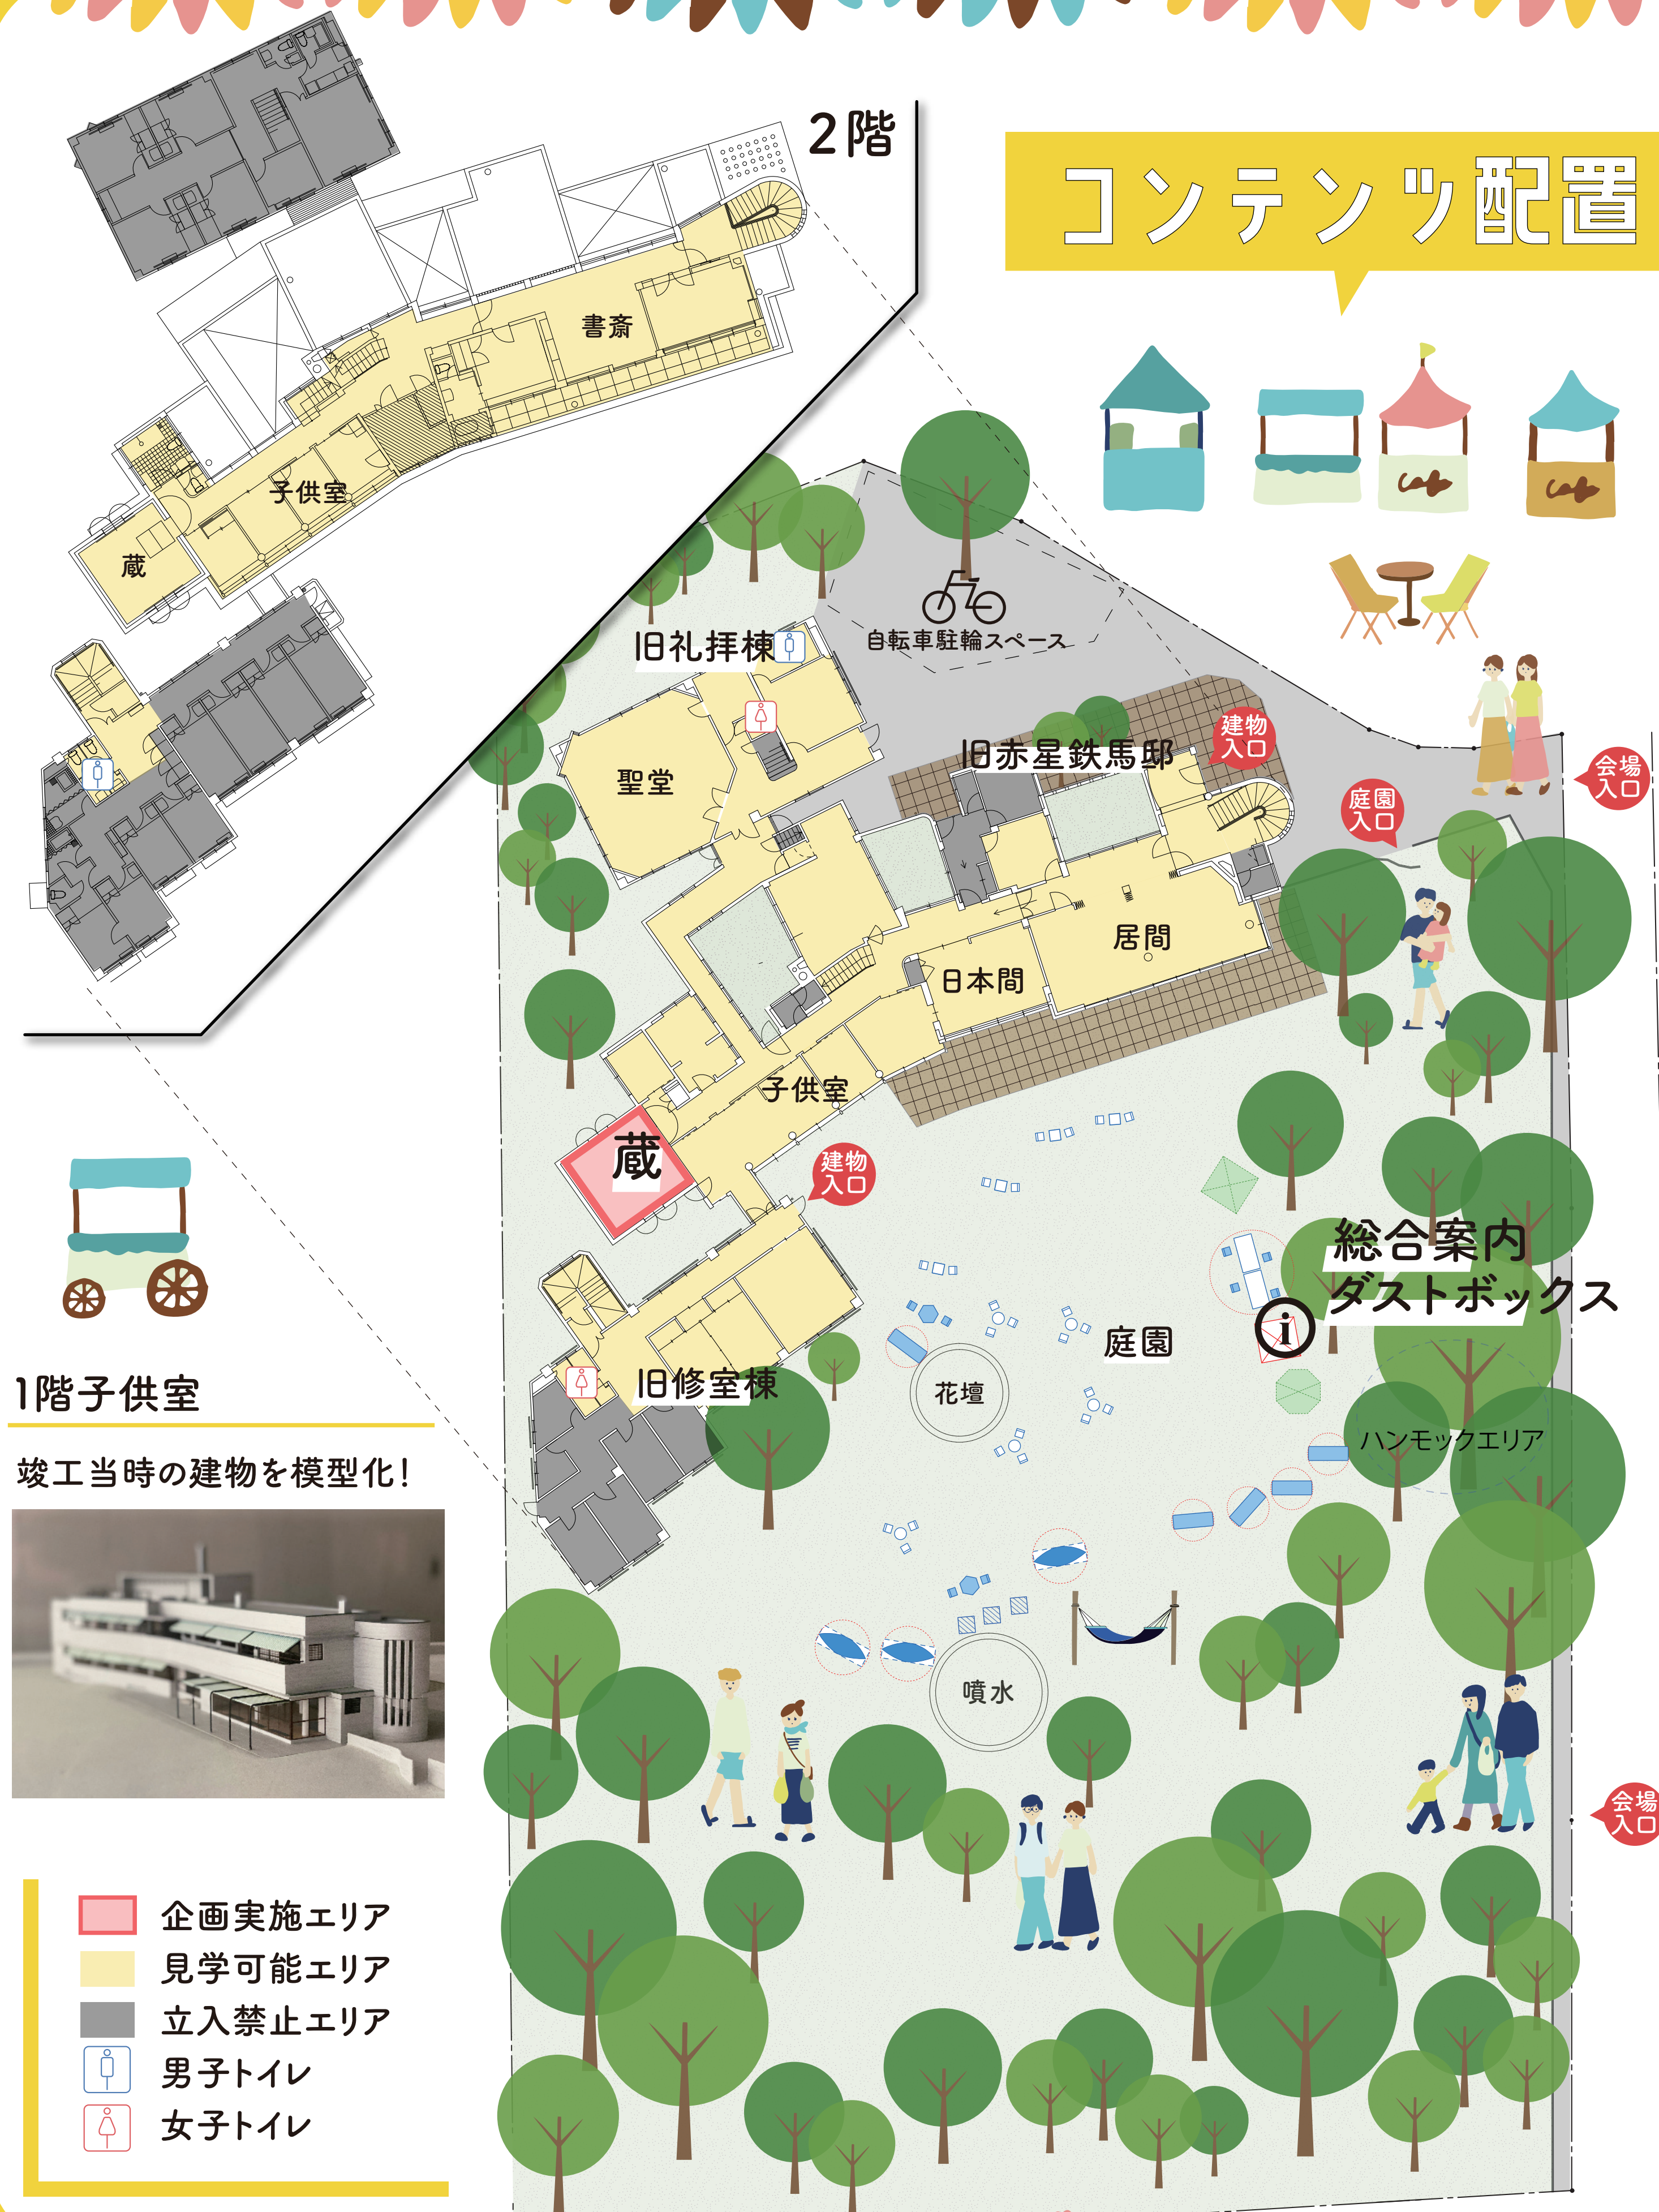 2階
コンテンツ配置
書斎
子供室
蔵
自転車駐輪スペース
旧礼拝棟
聖堂
旧赤星鉄馬邸
建物
入口
会場
入口
庭園
入口
居間
日本間
子供室
蔵
建物
入口
総合案内
ダストボックス
i
庭園
花壇
旧修室棟
ハンモックエリア
噴水
会場
入口
1階子供室
竣工当時の建物を模型化!
企画実施エリア
見学可能エリア
立入禁止エリア
男子トイレ
女子トイレ